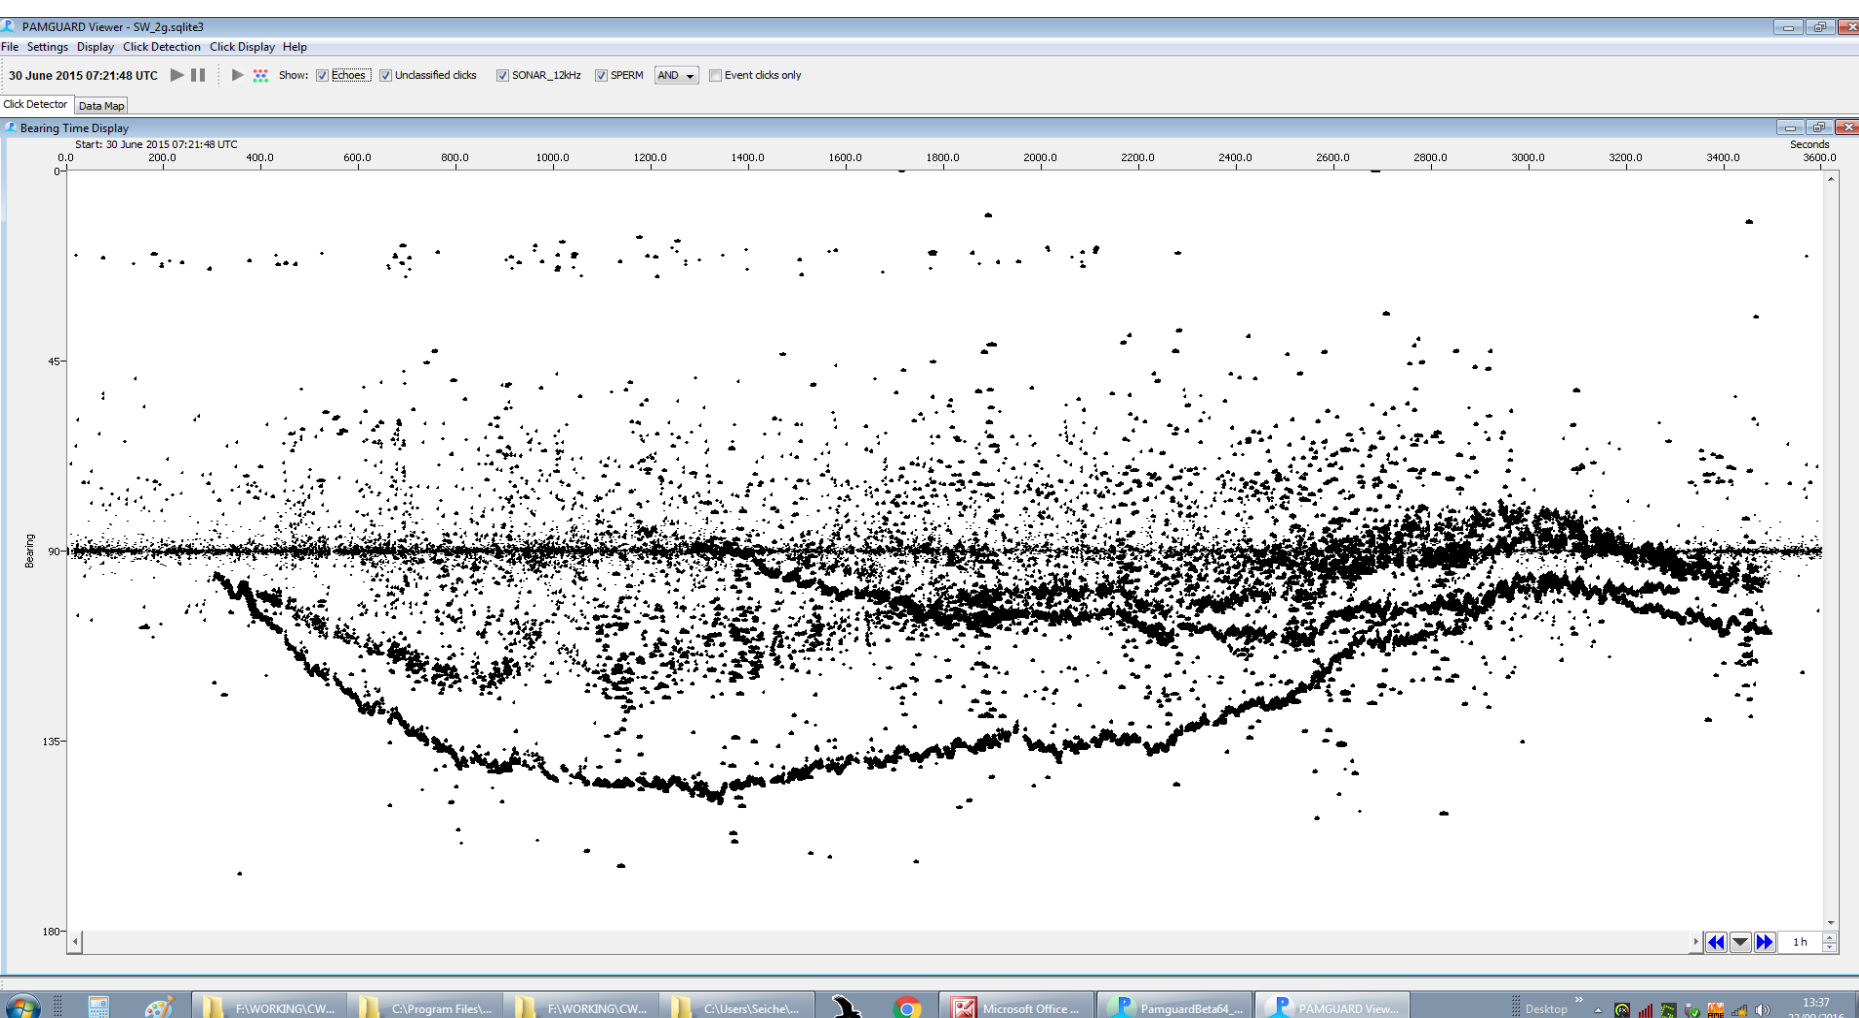 PAMGUARD Viewer - SW_2g.sqlite3
File Settings Display Click Detection Click Display Help
30 June 2015 07:21:48 UTC Show: Echoes Unclassified clicks SONAR_12kHz SPERM AND Event clicks only
Click Detector Data Map
Bearing Time Display
Start: 30 June 2015 07:21:48 UTC Seconds
0.0 200.0 400.0 600.0 800.0 1000.0 1200.0 1400.0 1600.0 1800.0 2000.0 2200.0 2400.0 2600.0 2800.0 3000.0 3200.0 3400.0 3600.0
0
45
90
Bearing
135
180
1 h
F:\WORKING\CW... C:\Program Files\... F:\WORKING\CW... C:\Users\Seiche\... Microsoft Office ... PamguardBeta64_... PAMGUARD View... Desktop 13:37